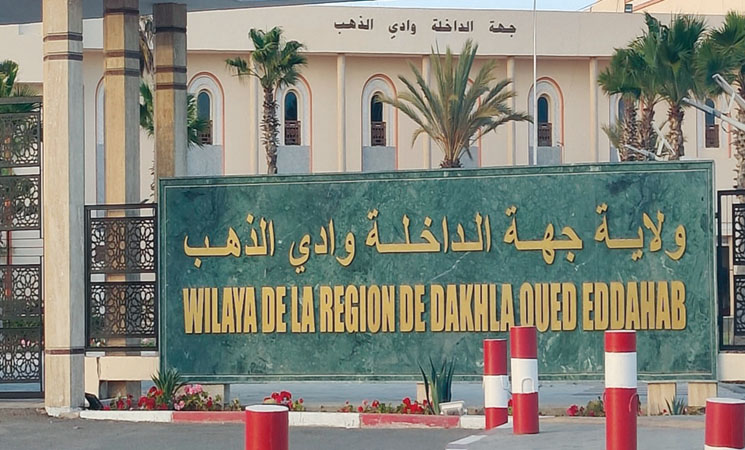 جهة الداخلة وادي الذهب
ولاية جهة الداخلة وادي الذهب
WILAYA DE LA REGION DE DAKHLA OUED EDDAHAB